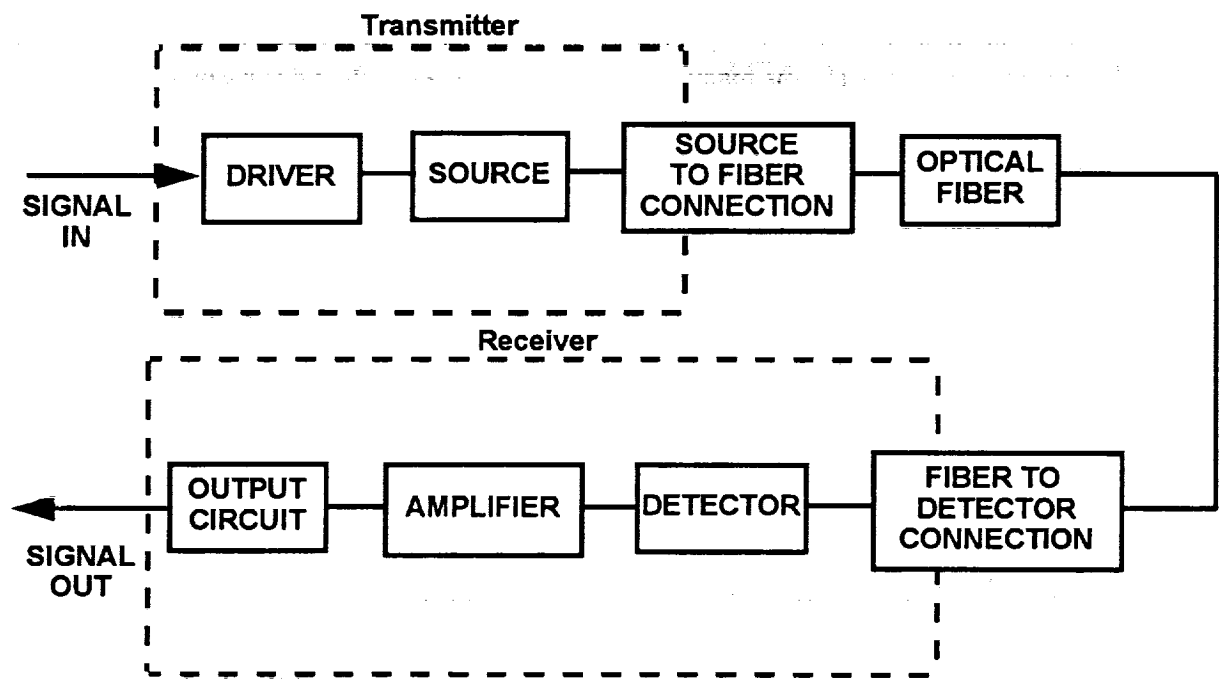 Transmitter
SIGNAL
IN
DRIVER
SOURCE
SOURCE
TO FIBER
CONNECTION
OPTICAL
FIBER
Receiver
SIGNAL
OUT
OUTPUT
CIRCUIT
AMPLIFIER
DETECTOR
FIBER TO
DETECTOR
CONNECTION